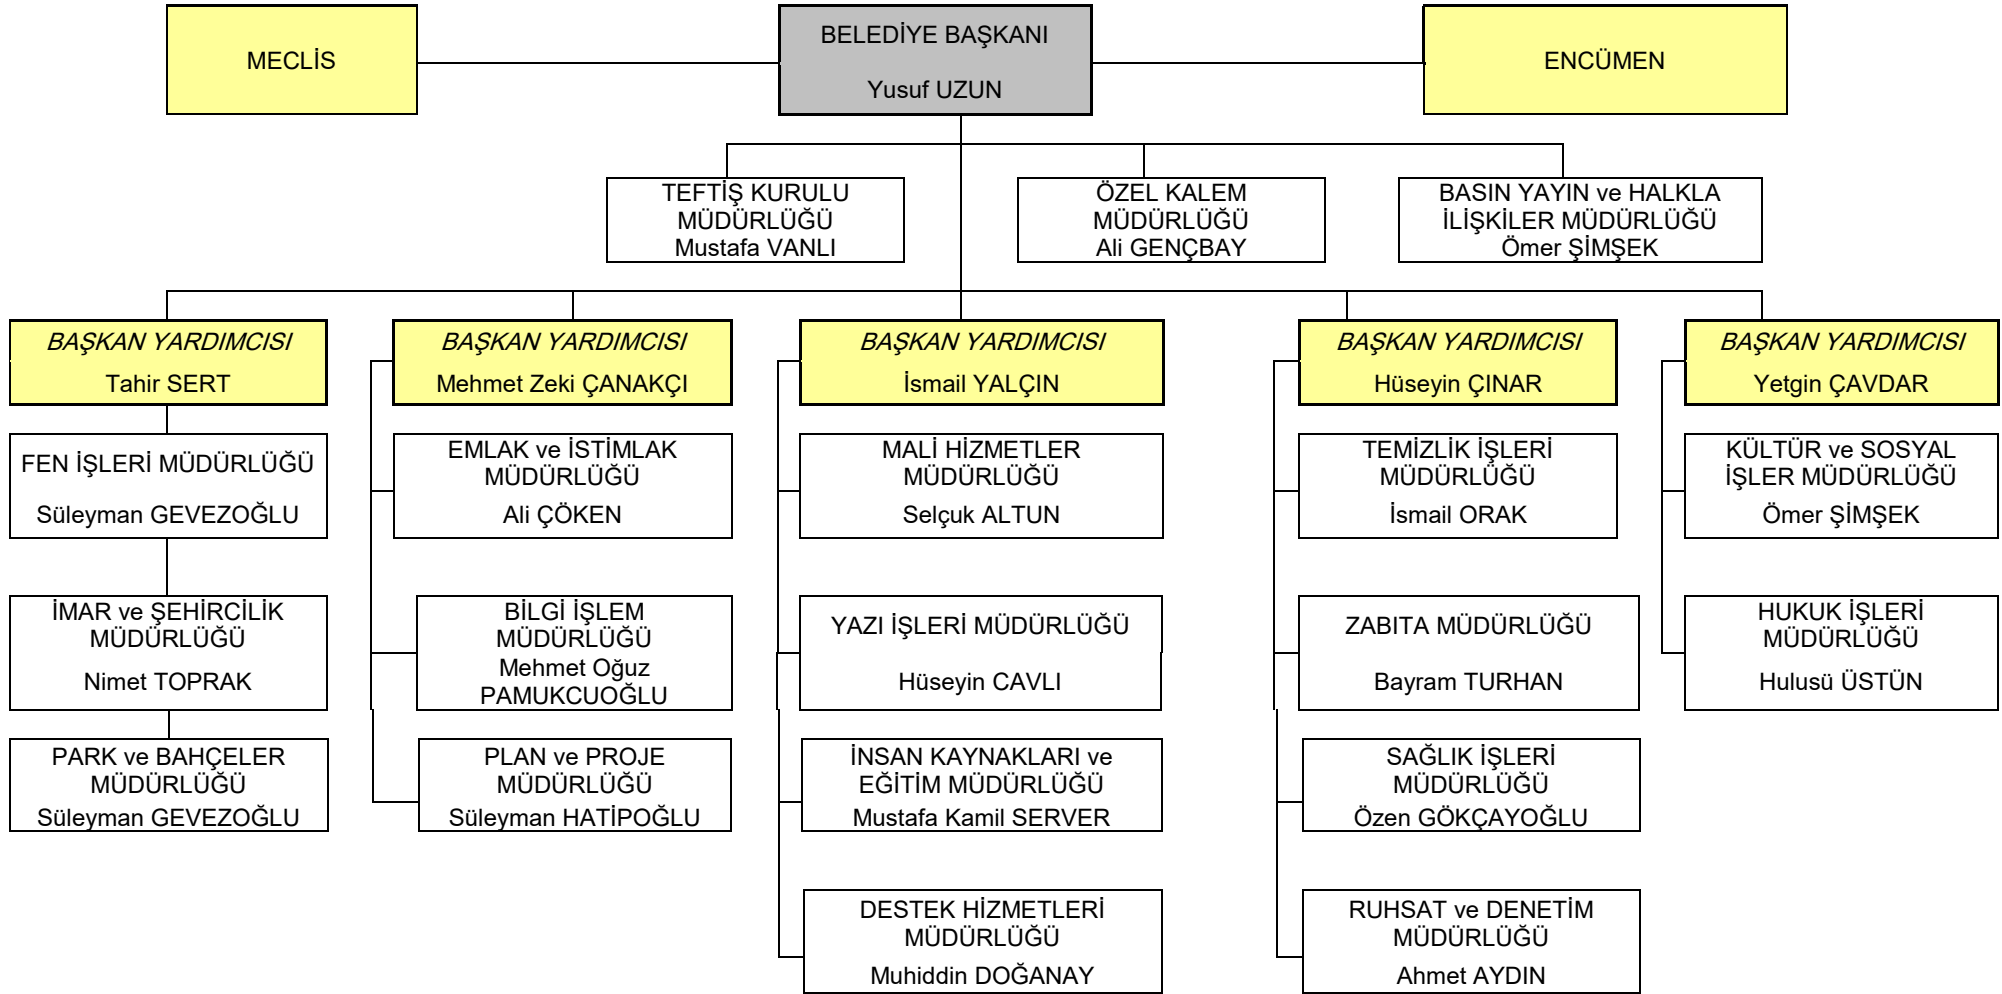 MECLİS
BELEDİYE BAŞKANI
Yusuf UZUN
ENCÜMEN
TEFTİŞ KURULU
MÜDÜRLÜĞÜ
Mustafa VANLI
ÖZEL KALEM
MÜDÜRLÜĞÜ
Ali GENÇBAY
BASIN YAYIN ve HALKLA
İLİŞKİLER MÜDÜRLÜĞÜ
Ömer ŞİMŞEK
BAŞKAN YARDIMCISI
Tahir SERT
BAŞKAN YARDIMCISI
Mehmet Zeki ÇANAKÇI
BAŞKAN YARDIMCISI
İsmail YALÇIN
BAŞKAN YARDIMCISI
Hüseyin ÇINAR
BAŞKAN YARDIMCISI
Yetgin ÇAVDAR
FEN İŞLERİ MÜDÜRLÜĞÜ
Süleyman GEVEZOĞLU
EMLAK ve İSTİMLAK
MÜDÜRLÜĞÜ
Ali ÇÖKEN
MALİ HİZMETLER
MÜDÜRLÜĞÜ
Selçuk ALTUN
TEMİZLİK İŞLERİ
MÜDÜRLÜĞÜ
İsmail ORAK
KÜLTÜR ve SOSYAL
İŞLER MÜDÜRLÜĞÜ
Ömer ŞİMŞEK
İMAR ve ŞEHİRCİLİK
MÜDÜRLÜĞÜ
Nimet TOPRAK
BİLGİ İŞLEM
MÜDÜRLÜĞÜ
Mehmet Oğuz
PAMUKCUOĞLU
YAZI İŞLERİ MÜDÜRLÜĞÜ
Hüseyin CAVLI
ZABITA MÜDÜRLÜĞÜ
Bayram TURHAN
HUKUK İŞLERİ
MÜDÜRLÜĞÜ
Hulusü ÜSTÜN
PARK ve BAHÇELER
MÜDÜRLÜĞÜ
Süleyman GEVEZOĞLU
PLAN ve PROJE
MÜDÜRLÜĞÜ
Süleyman HATİPOĞLU
İNSAN KAYNAKLARI ve
EĞİTİM MÜDÜRLÜĞÜ
Mustafa Kamil SERVER
SAĞLIK İŞLERİ
MÜDÜRLÜĞÜ
Özen GÖKÇAYOĞLU
DESTEK HİZMETLERİ
MÜDÜRLÜĞÜ
Muhiddin DOĞANAY
RUHSAT ve DENETİM
MÜDÜRLÜĞÜ
Ahmet AYDIN